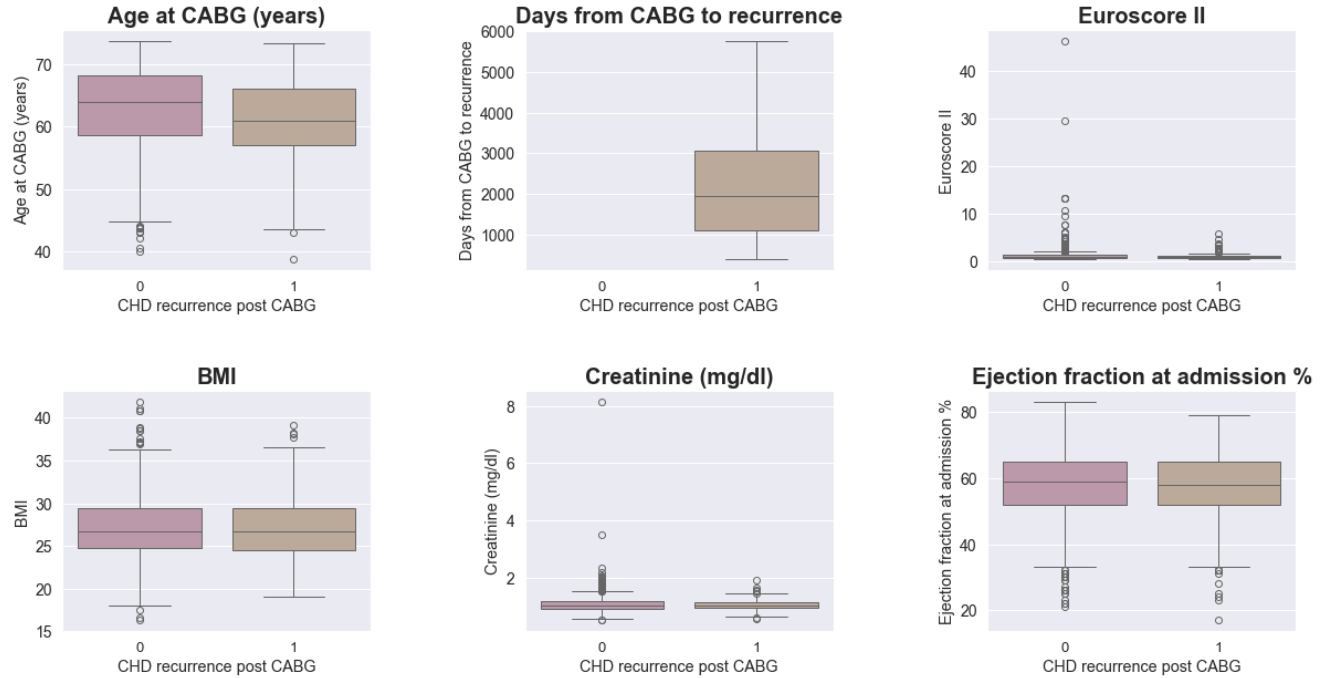 Age at CABG (years)
Age at CABG (years)
70
60
50
40
0
1
CHD recurrence post CABG
Days from CABG to recurrence
Days from CABG to recurrence
6000
5000
4000
3000
2000
1000
0
1
CHD recurrence post CABG
Euroscore II
Euroscore II
40
30
20
10
0
0
1
CHD recurrence post CABG
BMI
BMI
40
35
30
25
20
15
0
1
CHD recurrence post CABG
Creatinine (mg/dl)
Creatinine (mg/dl)
8
6
4
2
0
1
CHD recurrence post CABG
Ejection fraction at admission %
Ejection fraction at admission %
80
60
40
20
0
1
CHD recurrence post CABG